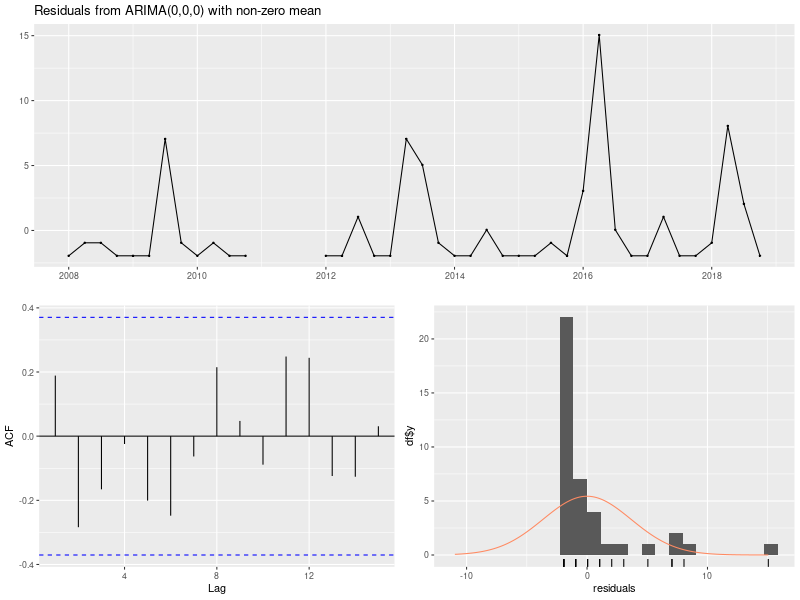 Residuals from ARIMA(0,0,0) with non-zero mean
15
10
5
0
2008 2010 2012 2014 2016 2018
0.4
0.2
0.0
-0.2
-0.4
ACF
4 8 12
Lag
20
15
10
5
0
df$y
-10 0 10
residuals